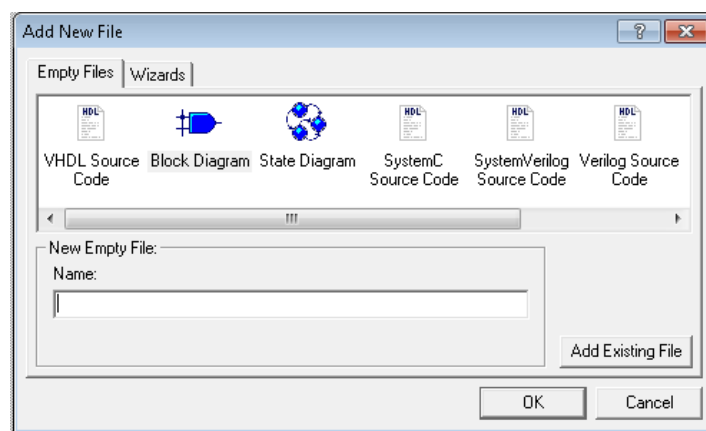 Add New File
Empty Files
Wizards
HDL
HDL
HDL
HDL
VHDL Source Code
Block Diagram
State Diagram
SystemC Source Code
SystemVerilog Source Code
Verilog Source Code
New Empty File:
Name:
Add Existing File
OK
Cancel